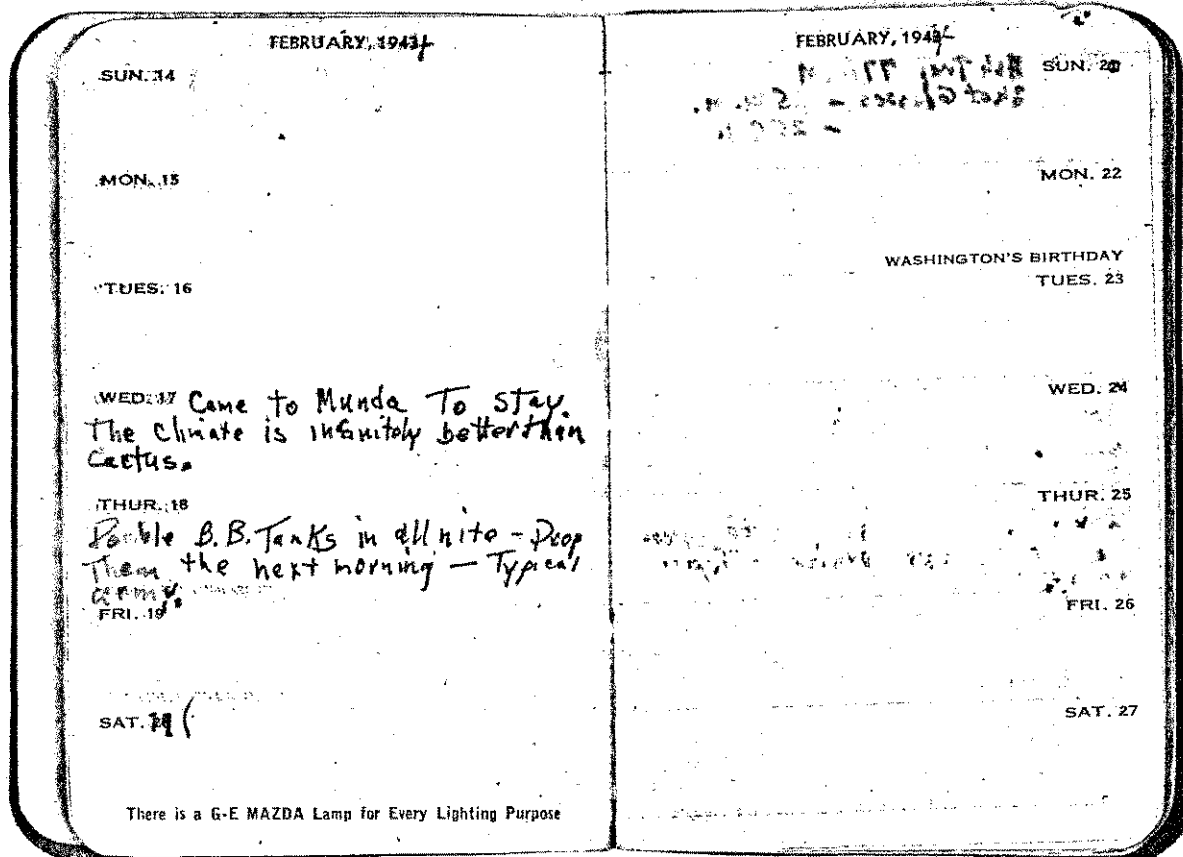 FEBRUARY, 1944
SUN. 14
MON. 15
TUES. 16
WED. 17 Came to Munda To stay.
The Climate is infinitely better than
Cactus.
THUR. 18
Double B.B. Tanks in all nite - Drop
Them the next morning — Typical
army.
FRI. 19
SAT.
There is a G-E MAZDA Lamp for Every Lighting Purpose
FEBRUARY, 1944
SUN.
MON. 22
WASHINGTON'S BIRTHDAY
TUES. 23
WED. 24
THUR. 25
FRI. 26
SAT. 27